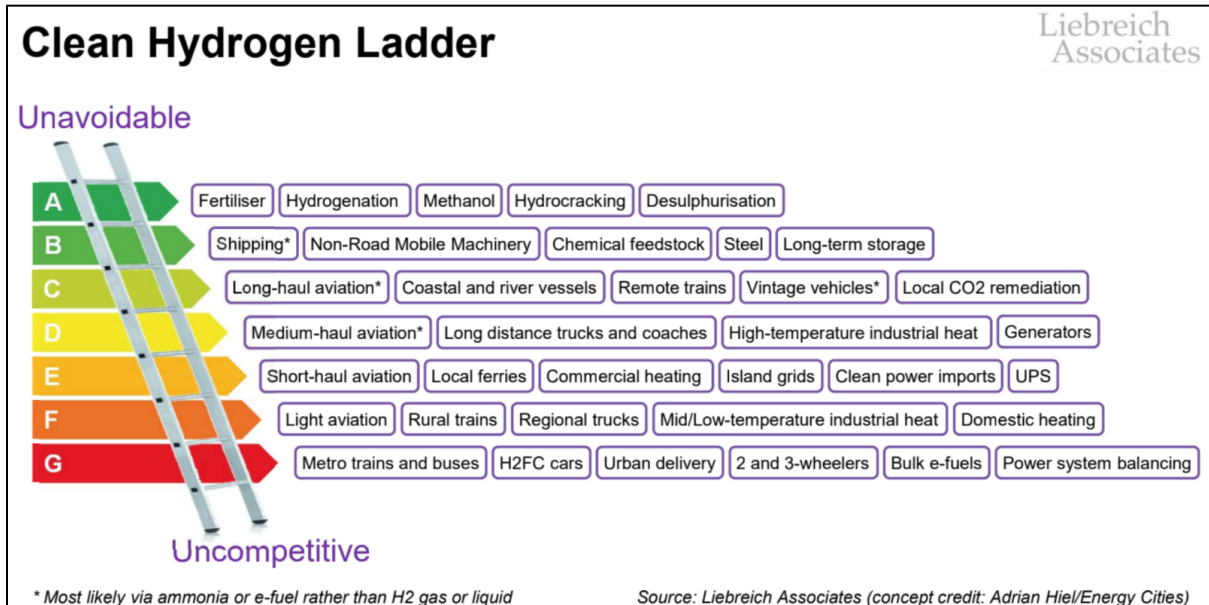 Clean Hydrogen Ladder
Liebreich
Associates
Unavoidable
A Fertiliser Hydrogenation Methanol Hydrocracking Desulphurisation
B Shipping* Non-Road Mobile Machinery Chemical feedstock Steel Long-term storage
C Long-haul aviation* Coastal and river vessels Remote trains Vintage vehicles* Local CO2 remediation
D Medium-haul aviation* Long distance trucks and coaches High-temperature industrial heat Generators
E Short-haul aviation Local ferries Commercial heating Island grids Clean power imports UPS
F Light aviation Rural trains Regional trucks Mid/Low-temperature industrial heat Domestic heating
G Metro trains and buses H2FC cars Urban delivery 2 and 3-wheelers Bulk e-fuels Power system balancing
Uncompetitive
* Most likely via ammonia or e-fuel rather than H2 gas or liquid Source: Liebreich Associates (concept credit: Adrian Hiel/Energy Cities)